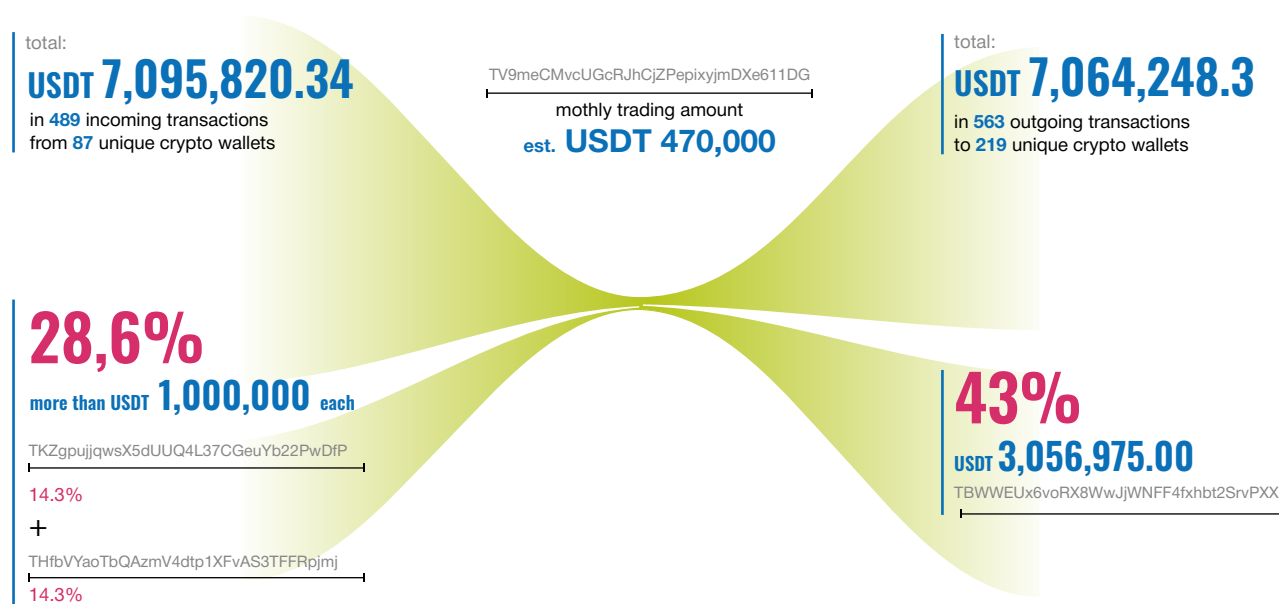 total:
USDT 7,095,820.34
in 489 incoming transactions
from 87 unique crypto wallets
TV9meCMvcUGcRJhCjZPepixyjmDXe611DG
mothly trading amount
est. USDT 470,000
total:
USDT 7,064,248.3
in 563 outgoing transactions
to 219 unique crypto wallets
28,6%
more than USDT 1,000,000 each
TKZgpujjqwsX5dUUQ4L37CGeuYb22PwDfP
14.3%
+
THfbVYaoTbQAzmV4dtp1XFvAS3TFFRpjmj
14.3%
43%
USDT 3,056,975.00
TBWWEUx6voRX8WwJjWNFF4fxhbt2SrvPXX